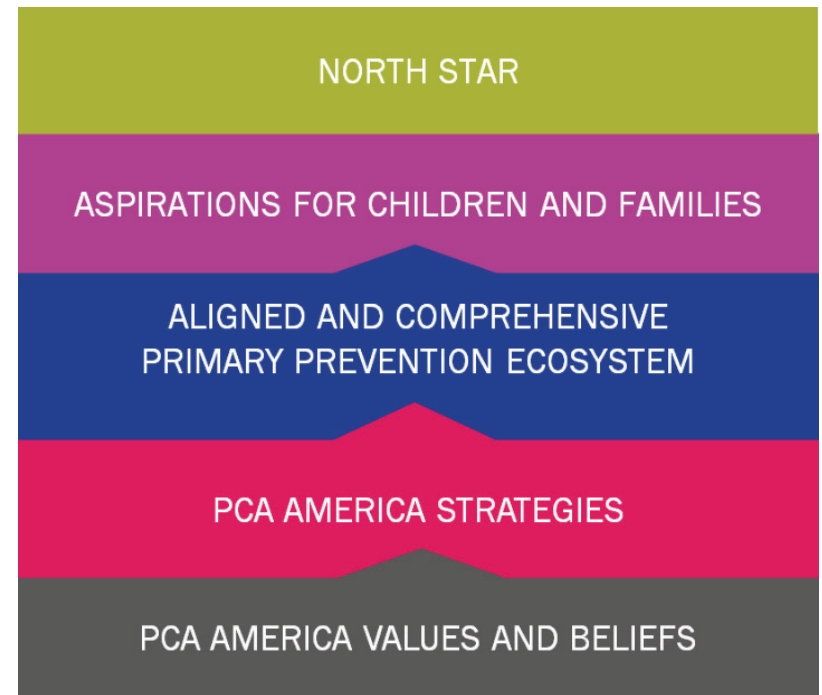 NORTH STAR
ASPIRATIONS FOR CHILDREN AND FAMILIES
ALIGNED AND COMPREHENSIVE
PRIMARY PREVENTION ECOSYSTEM
PCA AMERICA STRATEGIES
PCA AMERICA VALUES AND BELIEFS